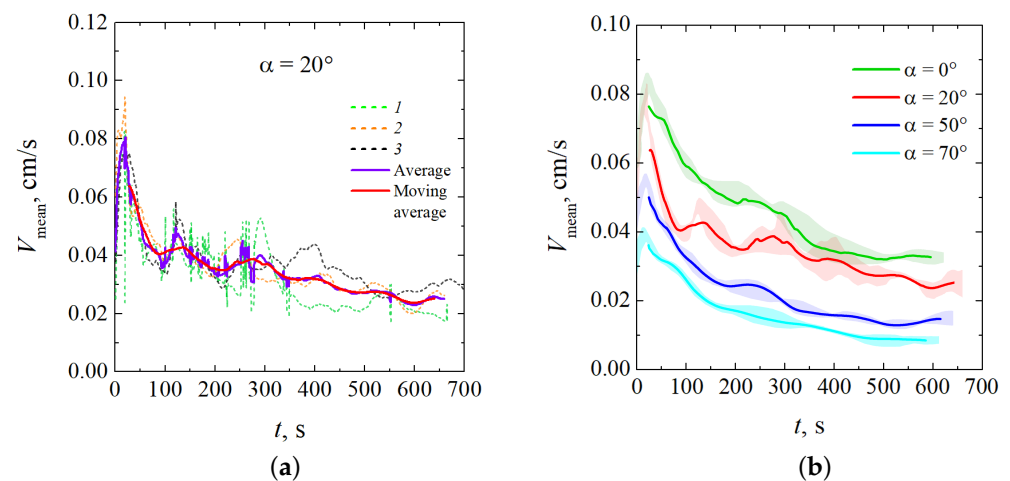 0.12
0.10
0.08
0.06
0.04
0.02
0.00
V mean, cm/s
α = 20°
1
2
3
Average
Moving
average
0 100 200 300 400 500 600 700
t, s
(a)
0.10
0.08
0.06
0.04
0.02
0.00
V mean, cm/s
α = 0°
α = 20°
α = 50°
α = 70°
0 100 200 300 400 500 600 700
t, s
(b)